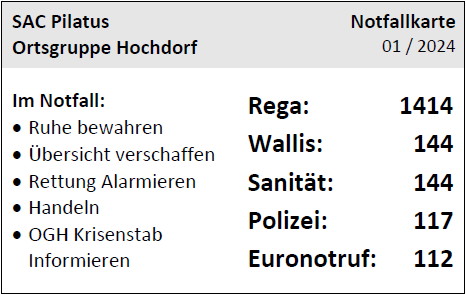 SAC Pilatus
Ortsgruppe Hochdorf
Notfallkarte
01 / 2024
Im Notfall:
• Ruhe bewahren
• Übersicht verschaffen
• Rettung Alarmieren
• Handeln
• OGH Krisenstab
Informieren
Rega: 1414
Wallis: 144
Sanität: 144
Polizei: 117
Euronotruf: 112